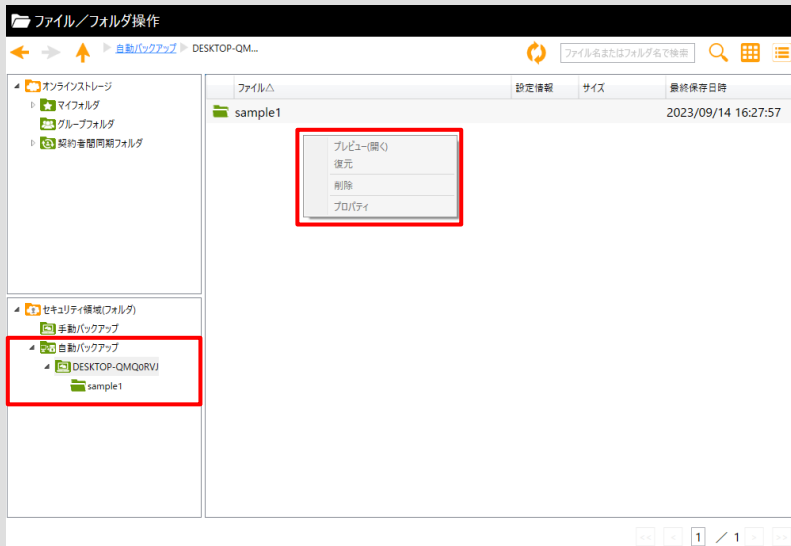 ファイル／フォルダ操作
自動バックアップ DESKTOP-QM...
ファイル名またはフォルダ名で検索
オンラインストレージ
マイフォルダ
グループフォルダ
契約者間同期フォルダ
セキュリティ領域(フォルダ)
手動バックアップ
自動バックアップ
DESKTOP-QMQ0RVJ
sample1
ファイル△ 設定情報 サイズ 最終保存日時
sample1 2023/09/14 16:27:57
プレビュー(開く)
復元
削除
プロパティ
<< < 1 ／ 1 > >>